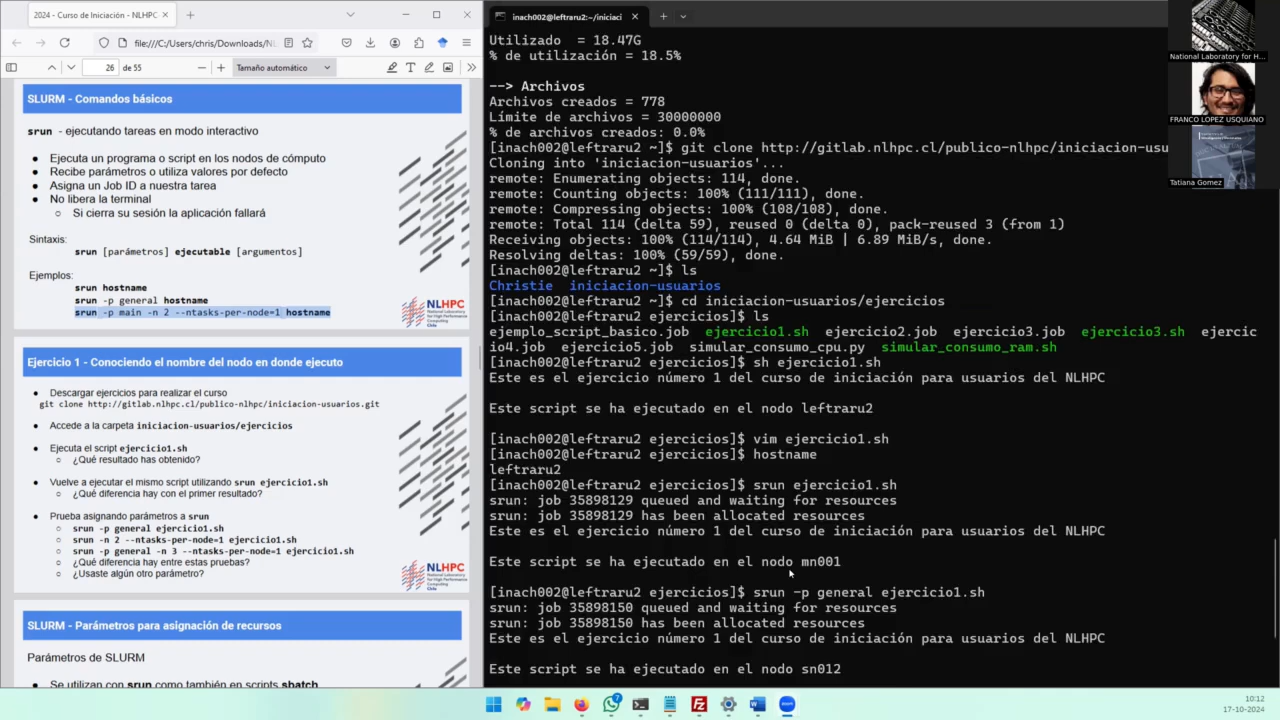 2024 - Curso de Iniciación - NLHPC
file:///C:/Users/chris/Downloads/NL
26 de 55
Tamaño automático
SLURM - Comandos básicos
srun - ejecutando tareas en modo interactivo
● Ejecuta un programa o script en los nodos de cómputo
● Recibe parámetros o utiliza valores por defecto
● Asigna un Job ID a nuestra tarea
● No libera la terminal
○ Si cierra su sesión la aplicación fallará
Sintaxis:
srun [parámetros] ejecutable [argumentos]
Ejemplos:
srun hostname
srun -p general hostname
srun -p main -n 2 --ntasks-per-node=1 hostname
NLHPC
National Laboratory
for High Performance
Computing
Chile
Ejercicio 1 - Conociendo el nombre del nodo en donde ejecuto
● Descargar ejercicios para realizar el curso
git clone http://gitlab.nlhpc.cl/publico-nlhpc/iniciacion-usuarios.git
● Accede a la carpeta iniciacion-usuarios/ejercicios
● Ejecuta el script ejercicio1.sh
○ ¿Qué resultado has obtenido?
● Vuelve a ejecutar el mismo script utilizando srun ejercicio1.sh
○ ¿Qué diferencia hay con el primer resultado?
● Prueba asignando parámetros a srun
○ srun -p general ejercicio1.sh
○ srun -n 2 --ntasks-per-node=1 ejercicio1.sh
○ srun -p general -n 3 --ntasks-per-node=1 ejercicio1.sh
○ ¿Qué diferencia hay entre estas pruebas?
○ ¿Usaste algún otro parámetro?
NLHPC
National Laboratory
for High Performance
Computing
Chile
SLURM - Parámetros para asignación de recursos
Parámetros de SLURM
● Se utilizan con srun como también en scripts sbatch
inach002@leftraru2:~/iniciaci
Utilizado  = 18.47G
% de utilización = 18.5%
--> Archivos
Archivos creados = 778
Límite de archivos = 30000000
% de archivos creados: 0.0%
[inach002@leftraru2 ~]$ git clone http://gitlab.nlhpc.cl/publico-nlhpc/iniciacion-usu
Cloning into 'iniciacion-usuarios'...
remote: Enumerating objects: 114, done.
remote: Counting objects: 100% (111/111), done.
remote: Compressing objects: 100% (108/108), done.
remote: Total 114 (delta 59), reused 0 (delta 0), pack-reused 3 (from 1)
Receiving objects: 100% (114/114), 4.64 MiB | 6.89 MiB/s, done.
Resolving deltas: 100% (59/59), done.
[inach002@leftraru2 ~]$ ls
Christie  iniciacion-usuarios
[inach002@leftraru2 ~]$ cd iniciacion-usuarios/ejercicios
[inach002@leftraru2 ejercicios]$ ls
ejemplo_script_basico.job  ejercicio1.sh  ejercicio2.job  ejercicio3.job  ejercicio3.sh  ejercic
io4.job  ejercicio5.job  simular_consumo_cpu.py  simular_consumo_ram.sh
[inach002@leftraru2 ejercicios]$ sh ejercicio1.sh
Este es el ejercicio número 1 del curso de iniciación para usuarios del NLHPC
Este script se ha ejecutado en el nodo leftraru2
[inach002@leftraru2 ejercicios]$ vim ejercicio1.sh
[inach002@leftraru2 ejercicios]$ hostname
leftraru2
[inach002@leftraru2 ejercicios]$ srun ejercicio1.sh
srun: job 35898129 queued and waiting for resources
srun: job 35898129 has been allocated resources
Este es el ejercicio número 1 del curso de iniciación para usuarios del NLHPC
Este script se ha ejecutado en el nodo mn001
[inach002@leftraru2 ejercicios]$ srun -p general ejercicio1.sh
srun: job 35898150 queued and waiting for resources
srun: job 35898150 has been allocated resources
Este es el ejercicio número 1 del curso de iniciación para usuarios del NLHPC
Este script se ha ejecutado en el nodo sn012
National Laboratory for H...
FRANCO LOPEZ USQUIANO
Tatiana Gomez
7
zoom
10:12
17-10-2024